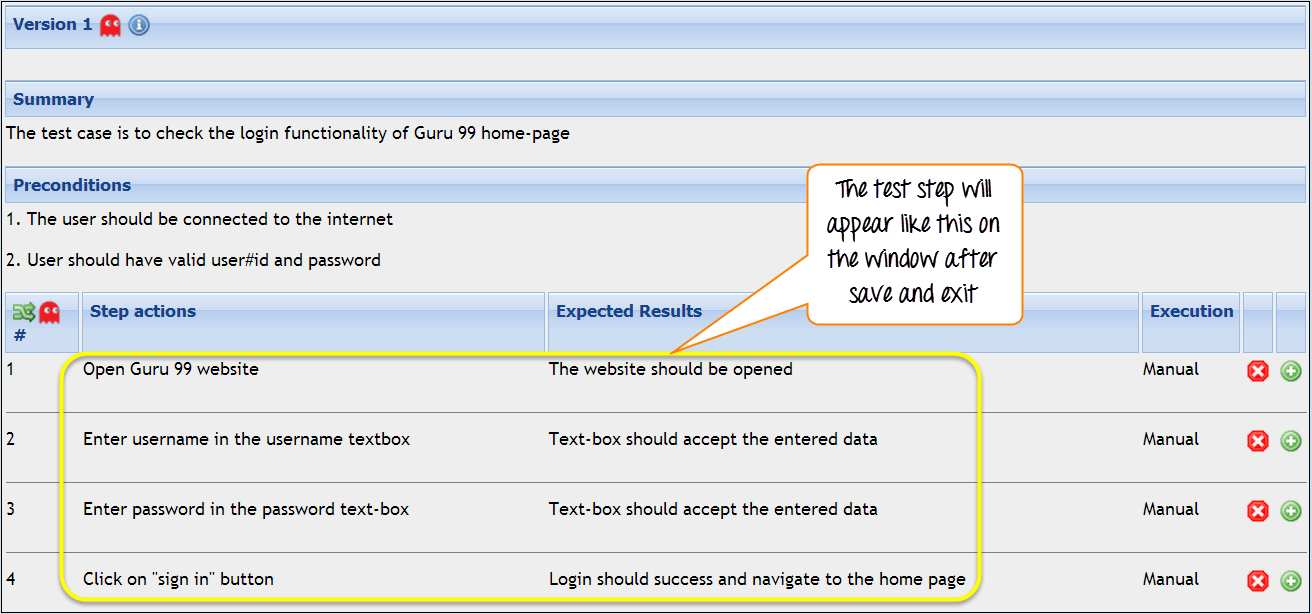 Version 1
Summary
The test case is to check the login functionality of Guru 99 home-page
Preconditions
1. The user should be connected to the internet
2. User should have valid user#id and password
The test step will
appear like this on
the window after
save and exit
# Step actions Expected Results Execution
1 Open Guru 99 website The website should be opened Manual
2 Enter username in the username textbox Text-box should accept the entered data Manual
3 Enter password in the password text-box Text-box should accept the entered data Manual
4 Click on "sign in" button Login should success and navigate to the home page Manual